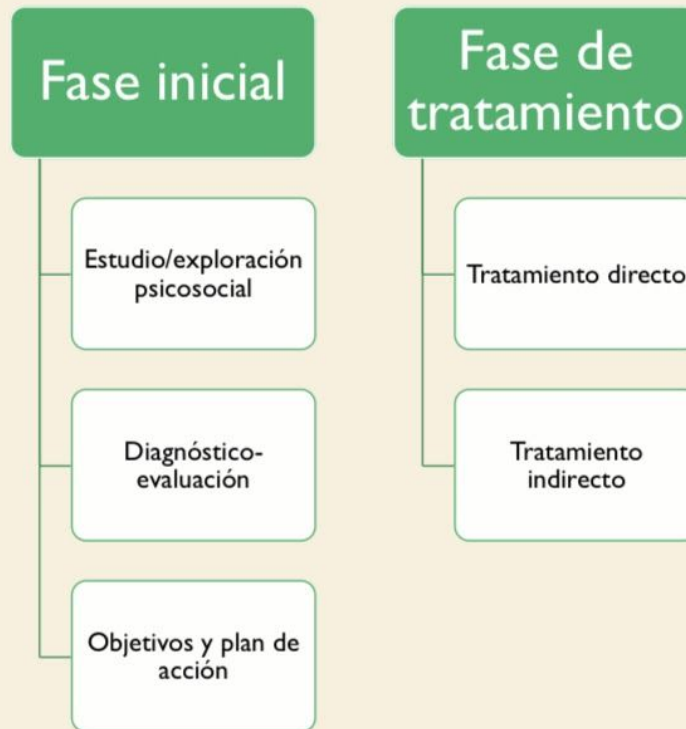 Fase inicial
Estudio/exploración
psicosocial
Diagnóstico-
evaluación
Objetivos y plan de
acción
Fase de
tratamiento
Tratamiento directo
Tratamiento
indirecto